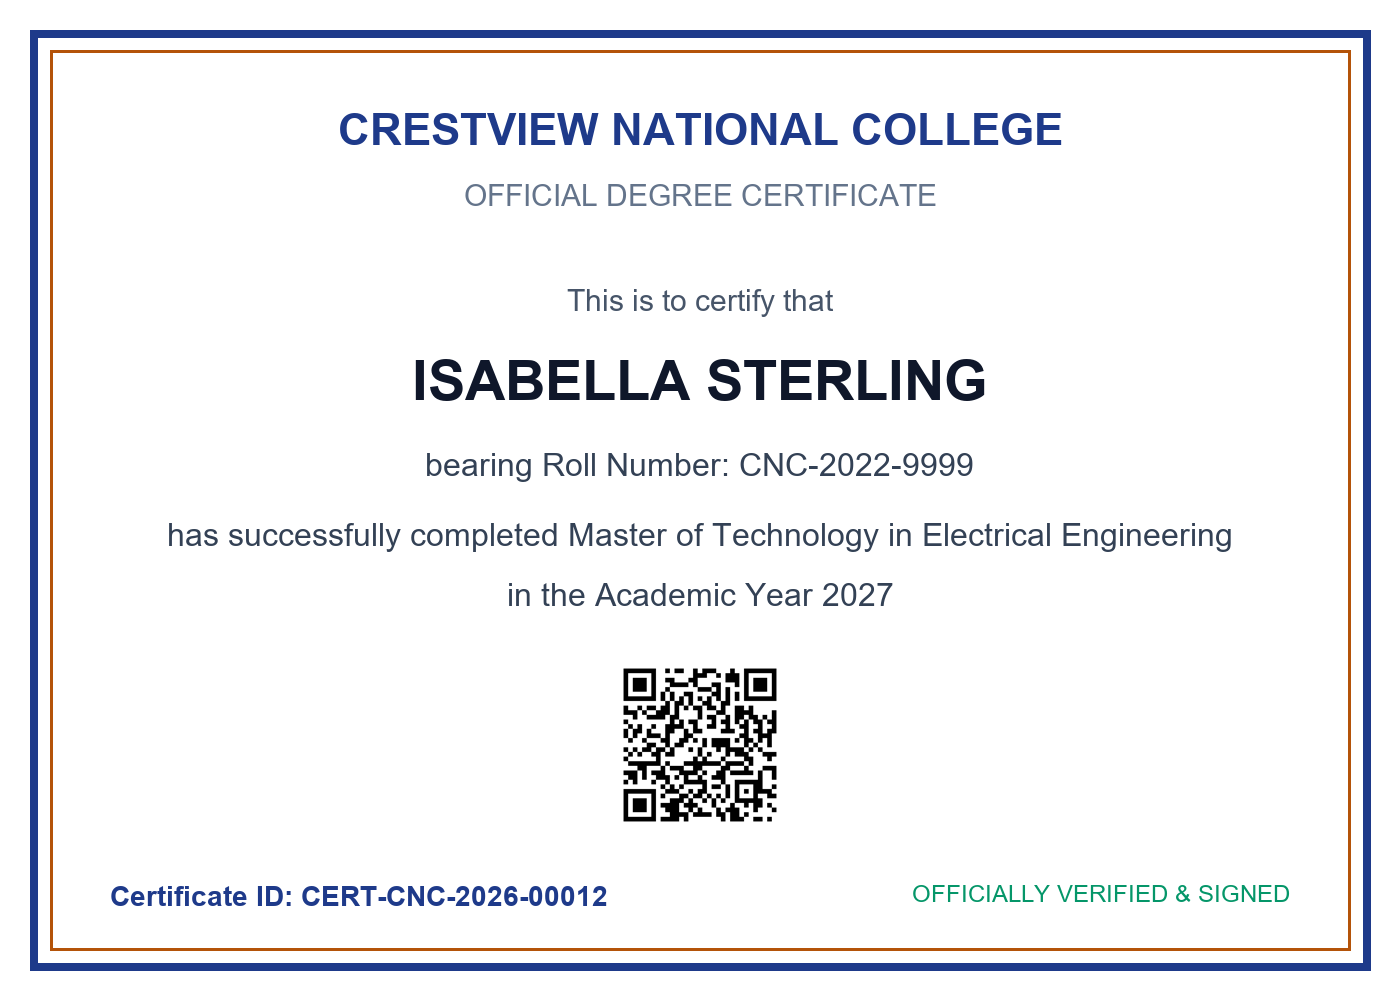 CRESTVIEW NATIONAL COLLEGE
OFFICIAL DEGREE CERTIFICATE
This is to certify that
ISABELLA STERLING
bearing Roll Number: CNC-2022-9999
has successfully completed Master of Technology in Electrical Engineering
in the Academic Year 2027
Certificate ID: CERT-CNC-2026-00012
OFFICIALLY VERIFIED & SIGNED